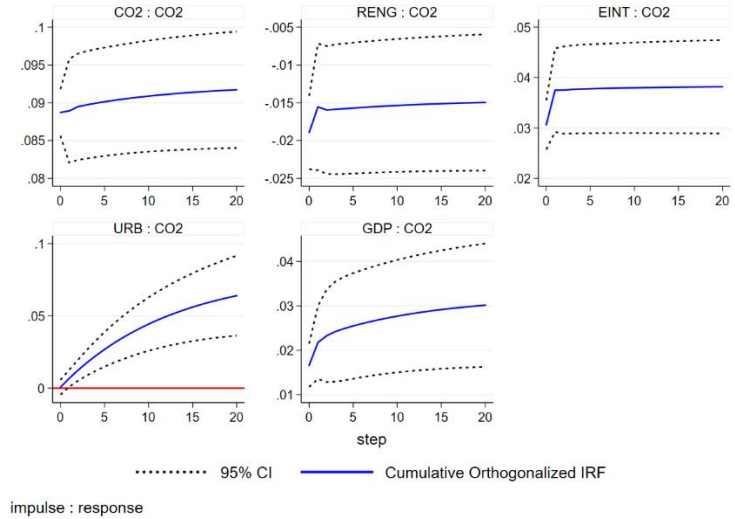 CO2 : CO2
RENG : CO2
EINT : CO2
.1
.095
.09
.085
.08
0 5 10 15 20
-.005
-.01
-.015
-.02
-.025
0 5 10 15 20
.05
.04
.03
.02
0 5 10 15 20
URB : CO2
GDP : CO2
.1
.05
0
0 5 10 15 20
.04
.03
.02
.01
0 5 10 15 20
step
95% CI
Cumulative Orthogonalized IRF
impulse : response